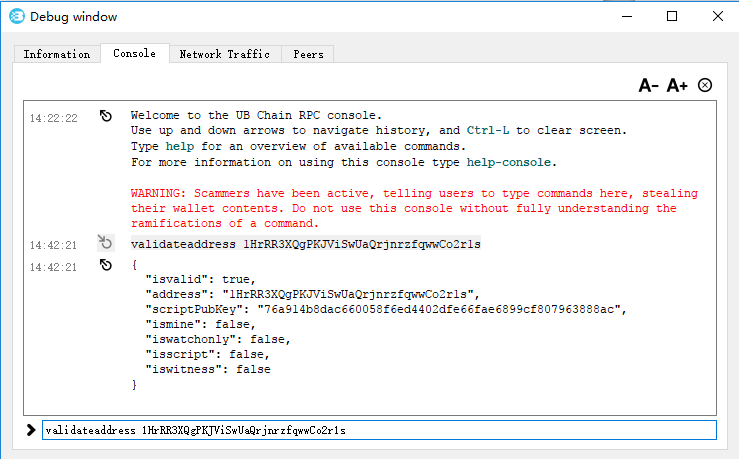 Debug window
Information Console Network Traffic Peers
A- A+
14:22:22 Welcome to the UB Chain RPC console.
Use up and down arrows to navigate history, and Ctrl-L to clear screen.
Type help for an overview of available commands.
For more information on using this console type help-console.
WARNING: Scammers have been active, telling users to type commands here, stealing
their wallet contents. Do not use this console without fully understanding the
ramifications of a command.
14:42:21 validateaddress 1HrRR3XQgPKJViSwUaQrjnrzfqwwCo2r1s
14:42:21 {
"isvalid": true,
"address": "1HrRR3XQgPKJViSwUaQrjnrzfqwwCo2r1s",
"scriptPubKey": "76a914b8dac660058f6ed4402dfe66fae6899cf807963888ac",
"ismine": false,
"iswatchonly": false,
"isscript": false,
"iswitness": false
}
validateaddress 1HrRR3XQgPKJViSwUaQrjnrzfqwwCo2r1s